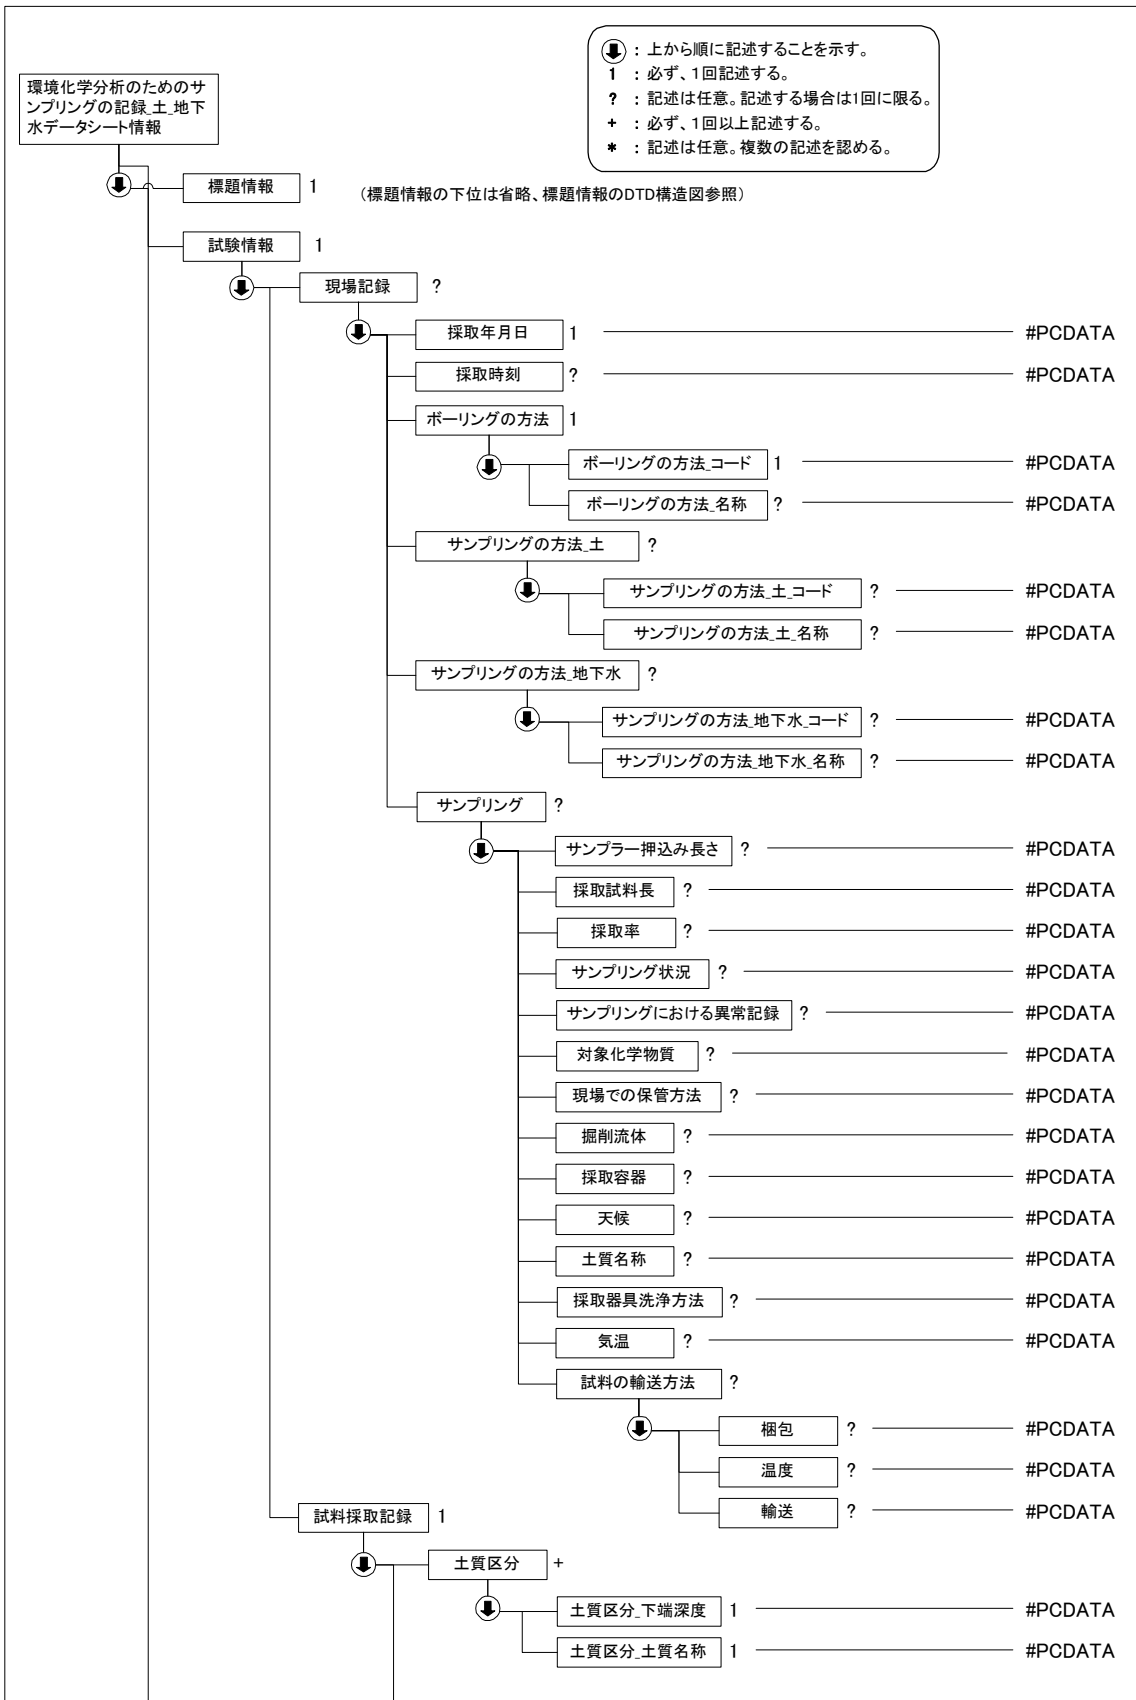 ：上から順に記述することを示す。
1 ：必ず、1回記述する。
? ：記述は任意。記述する場合は1回に限る。
+ ：必ず、1回以上記述する。
* ：記述は任意。複数の記述を認める。
環境化学分析のためのサ
ンプリングの記録_土_地下
水データシート情報
標題情報 1 （標題情報の下位は省略、標題情報のDTD構造図参照）
試験情報 1
現場記録 ?
採取年月日 1 #PCDATA
採取時刻 ? #PCDATA
ボーリングの方法 1
ボーリングの方法_コード 1 #PCDATA
ボーリングの方法_名称 ? #PCDATA
サンプリングの方法_土 ?
サンプリングの方法_土_コード ? #PCDATA
サンプリングの方法_土_名称 ? #PCDATA
サンプリングの方法_地下水 ?
サンプリングの方法_地下水_コード ? #PCDATA
サンプリングの方法_地下水_名称 ? #PCDATA
サンプリング ?
サンプラー押込み長さ ? #PCDATA
採取試料長 ? #PCDATA
採取率 ? #PCDATA
サンプリング状況 ? #PCDATA
サンプリングにおける異常記録 ? #PCDATA
対象化学物質 ? #PCDATA
現場での保管方法 ? #PCDATA
掘削流体 ? #PCDATA
採取容器 ? #PCDATA
天候 ? #PCDATA
土質名称 ? #PCDATA
採取器具洗浄方法 ? #PCDATA
気温 ? #PCDATA
試料の輸送方法 ?
梱包 ? #PCDATA
温度 ? #PCDATA
輸送 ? #PCDATA
試料採取記録 1
土質区分 +
土質区分_下端深度 1 #PCDATA
土質区分_土質名称 1 #PCDATA